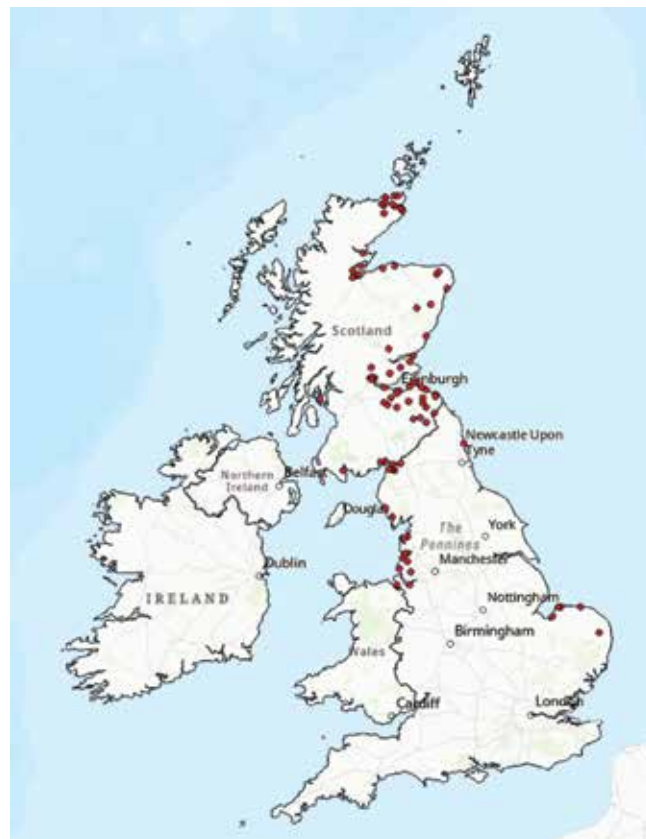 Scotland
Edinburgh
Newcastle Upon
Tyne
Northern
Ireland
Belfast
Douglas
The
Pennines
York
Manchester
Dublin
IRELAND
Nottingham
Birmingham
Wales
Cardiff
London